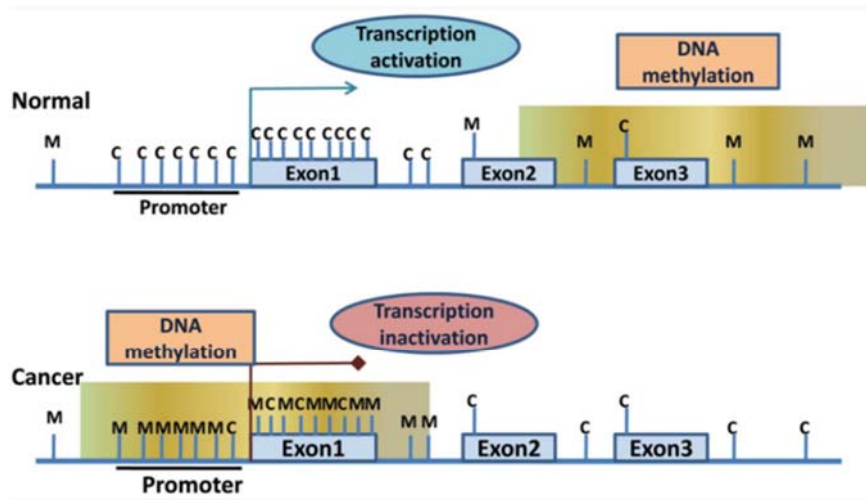 Transcription
activation
DNA
methylation
Normal
M C C C C C C C C C C C C C C C C C C M M C M M
Exon1 Exon2 Exon3
Promoter
DNA
methylation
Transcription
inactivation
Cancer
M M M M M M M C M C M C M M C M M M M C C C C C
Exon1 Exon2 Exon3
Promoter